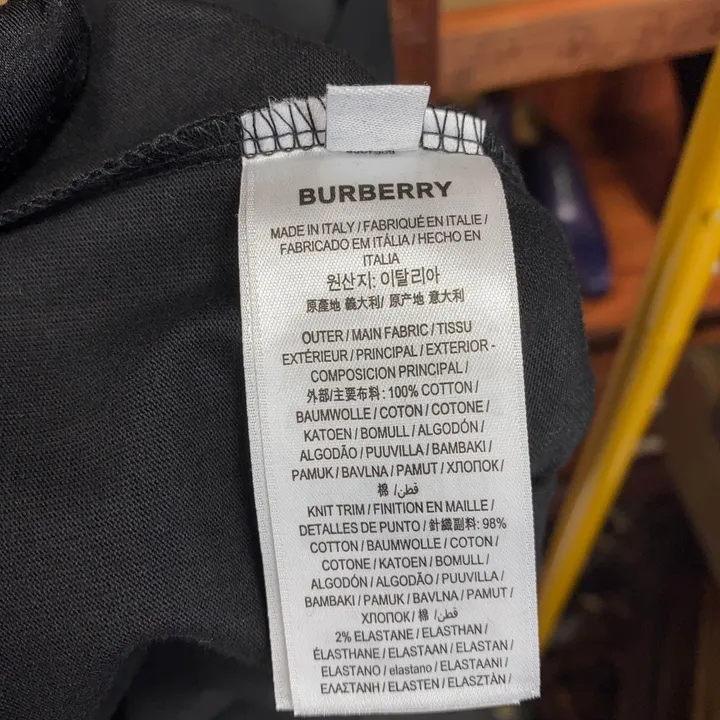 BURBERRY
MADE IN ITALY / FABRIQUÉ EN ITALIE /
FABRICADO EM ITÁLIA / HECHO EN
ITALIA
원산지: 이탈리아
原產地 義大利/ 原产地 意大利
OUTER / MAIN FABRIC / TISSU
EXTÉRIEUR / PRINCIPAL / EXTERIOR -
COMPOSICION PRINCIPAL /
外部/主要布料: 100% COTTON /
BAUMWOLLE / COTON / COTONE /
KATOEN / BOMULL / ALGODÓN /
ALGODÃO / PUUVILLA / BAMBAKI /
PAMUK / BAVLNA / PAMUT / ХЛОПОК /
棉 / قطن/
KNIT TRIM / FINITION EN MAILLE /
DETALLES DE PUNTO / 針織副料: 98%
COTTON / BAUMWOLLE / COTON /
COTONE / KATOEN / BOMULL /
ALGODÓN / ALGODÃO / PUUVILLA /
BAMBAKI / PAMUK / BAVLNA / PAMUT /
ХЛОПОК / 棉 / قطن/
2% ELASTANE / ELASTHAN /
ÉLASTHANE / ELASTAAN / ELASTAN /
ELASTANO / elastano / ELASTAANI /
ΕΛΑΣΤΑΝΗ / ELASTEN / ELASZTÁN /